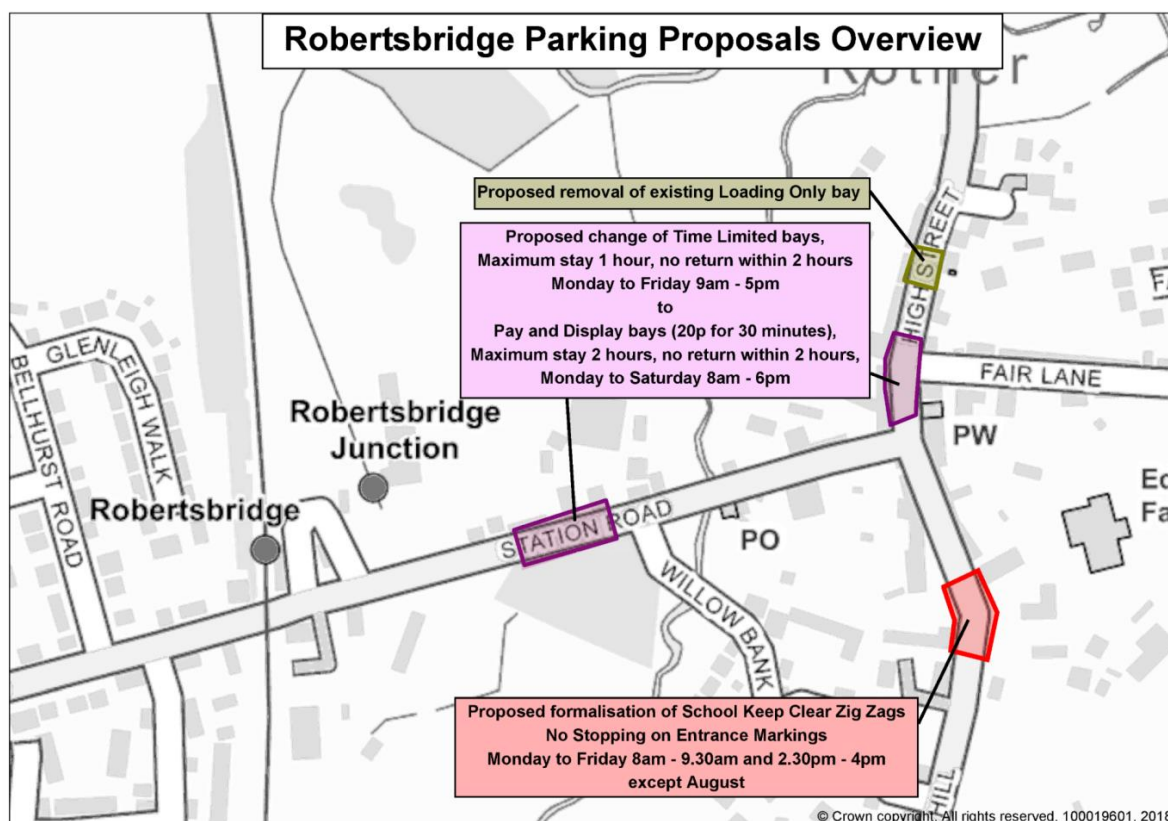 Robertsbridge Parking Proposals Overview
Rother
Proposed removal of existing Loading Only bay
Proposed change of Time Limited bays,
Maximum stay 1 hour, no return within 2 hours
Monday to Friday 9am - 5pm
to
Pay and Display bays (20p for 30 minutes),
Maximum stay 2 hours, no return within 2 hours,
Monday to Saturday 8am - 6pm
HIGH STREET
FAIR LANE
PW
GLENLEIGH WALK
BELLHURST ROAD
Robertsbridge
Junction
Robertsbridge
STATION ROAD
PO
WILLOW BANK
Ed
Fa
Proposed formalisation of School Keep Clear Zig Zags
No Stopping on Entrance Markings
Monday to Friday 8am - 9.30am and 2.30pm - 4pm
except August
HILL
© Crown copyright. All rights reserved. 100019601, 2018